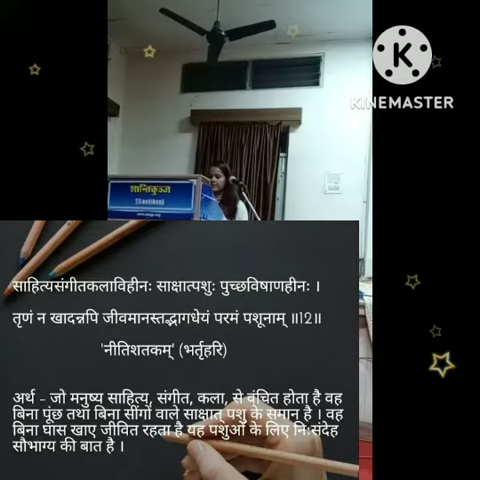 KINEMASTER
शान्तिकुञ्ज
Shantikunj
साहित्यसंगीतकलाविहीनः साक्षात्पशुः पुच्छविषाणहीनः ।
तृणं न खादन्नपि जीवमानस्तद्भागधेयं परमं पशूनाम् ॥12॥
'नीतिशतकम्' (भर्तृहरि)
अर्थ – जो मनुष्य साहित्य, संगीत, कला, से वंचित होता है वह
बिना पूंछ तथा बिना सींगों वाले साक्षात् पशु के समान है । वह
बिना घास खाए जीवित रहता है यह पशुओं के लिए निःसंदेह
सौभाग्य की बात है ।